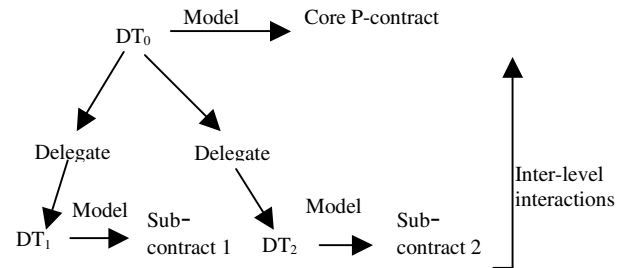 Model Core P-contract
DT₀
Delegate Delegate
Inter-level
interactions
Model Model
Sub- Sub-
DT₁ contract 1 DT₂ contract 2